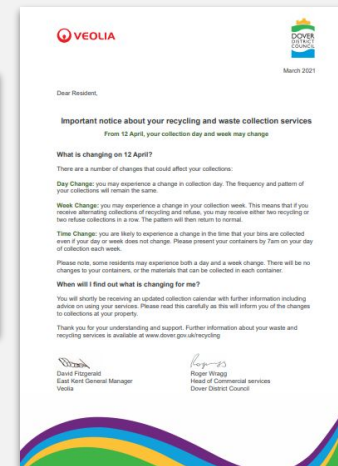 VEOLIA
DOVER
DISTRICT
COUNCIL
March 2021
Dear Resident,
Important notice about your recycling and waste collection services
From 12 April, your collection day and week may change
What is changing on 12 April?
There are a number of changes that could affect your collections:
Day Change: you may experience a change in collection day. The frequency and pattern of
your collections will remain the same.
Week Change: you may experience a change in your collection week. This means that if you
receive alternating collections of recycling and refuse, you may receive either two recycling or
two refuse collections in a row. The pattern will then return to normal.
Time Change: you are likely to experience a change in the time that your bins are collected
even if your day or week does not change. Please present your containers by 7am on your day
of collection each week.
Please note, some residents may experience both a day and a week change. There will be no
changes to your containers, or the materials that can be collected in each container.
When will I find out what is changing for me?
You will shortly be receiving an updated collection calendar with further information including
advice on using your services. Please read this carefully as this will inform you of the changes
to collections at your property.
Thank you for your understanding and support. Further information about your waste and
recycling services is available at www.dover.gov.uk/recycling
David Fitzgerald
East Kent General Manager
Veolia
Roger Wragg
Head of Commercial services
Dover District Council